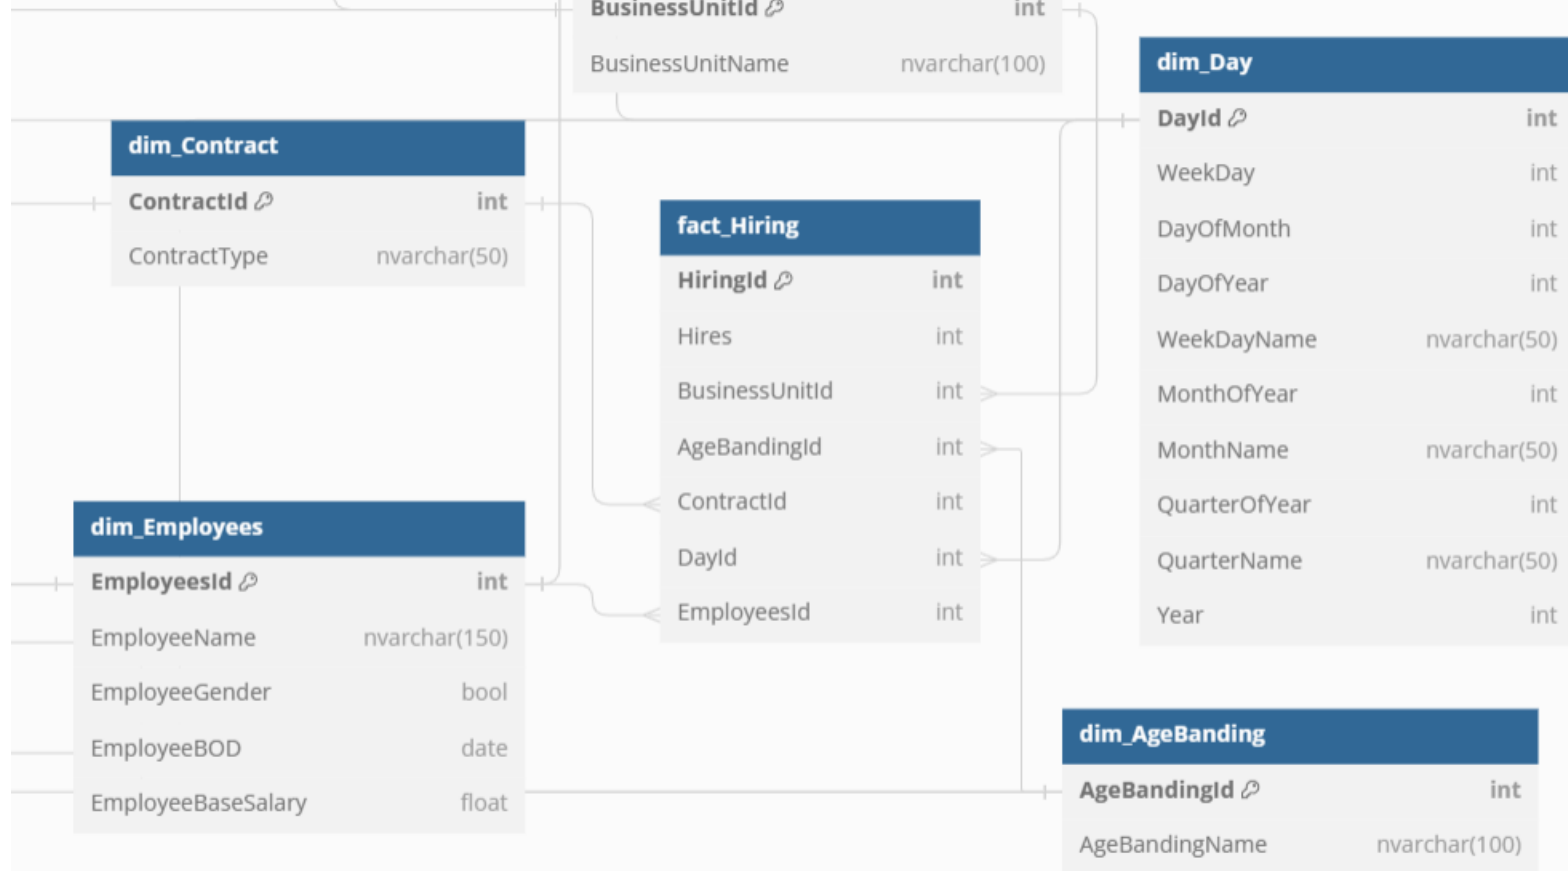 BusinessUnitId int
BusinessUnitName nvarchar(100)
dim_Day
DayId int
WeekDay int
DayOfMonth int
DayOfYear int
WeekDayName nvarchar(50)
MonthOfYear int
MonthName nvarchar(50)
QuarterOfYear int
QuarterName nvarchar(50)
Year int
dim_Contract
ContractId int
ContractType nvarchar(50)
fact_Hiring
HiringId int
Hires int
BusinessUnitId int
AgeBandingId int
ContractId int
DayId int
EmployeesId int
dim_Employees
EmployeesId int
EmployeeName nvarchar(150)
EmployeeGender bool
EmployeeBOD date
EmployeeBaseSalary float
dim_AgeBanding
AgeBandingId int
AgeBandingName nvarchar(100)